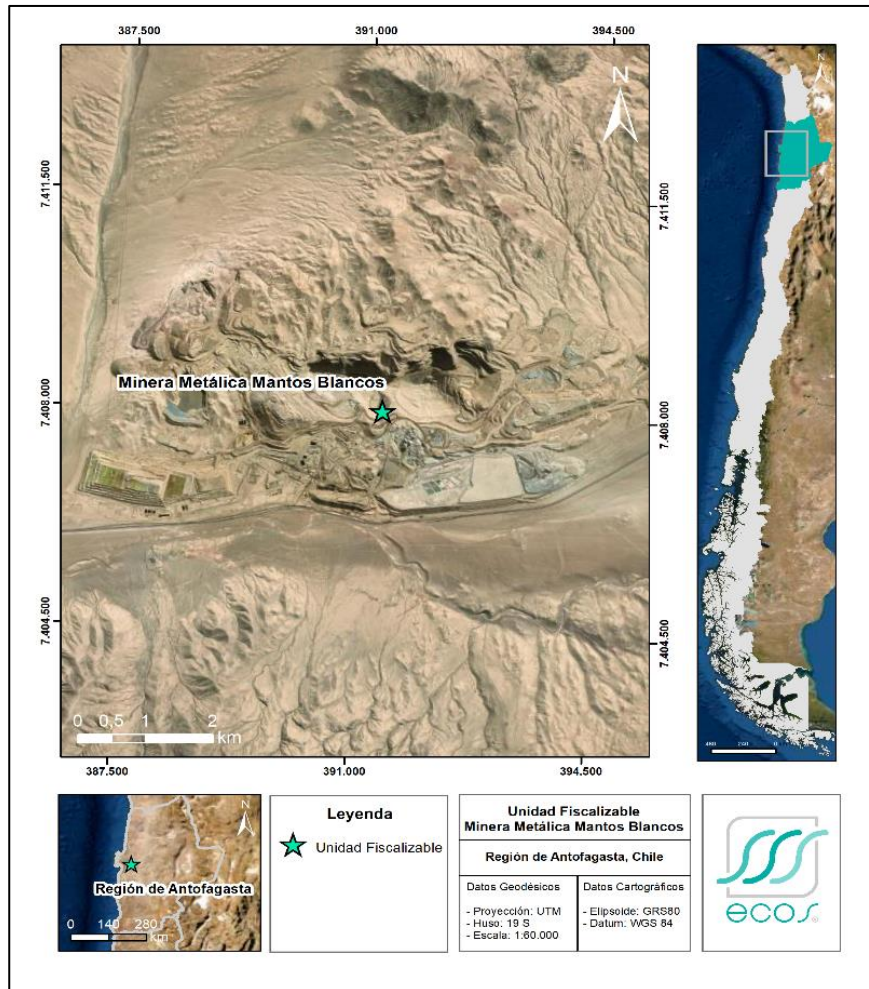 387.500
391.000
394.500
N
N
7.411.500
7.411.500
Minera Metálica Mantos Blancos
7.408.000
7.408.000
7.404.500
7.404.500
0 0,5 1 2
km
387.500
391.000
394.500
N
Región de Antofagasta
0 140 280
km
Leyenda
Unidad Fiscalizable
Unidad Fiscalizable
Minera Metálica Mantos Blancos
Región de Antofagasta, Chile
Datos Geodésicos
- Proyección: UTM
- Huso: 19 S
- Escala: 1:60.000
Datos Cartográficos
- Elipsoide: GRS80
- Datum: WGS 84
ecos®